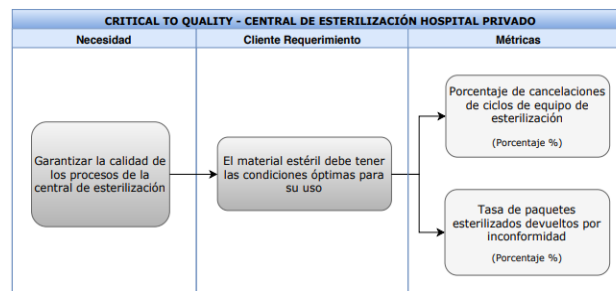 CRITICAL TO QUALITY - CENTRAL DE ESTERILIZACIÓN HOSPITAL PRIVADO
Necesidad
Cliente Requerimiento
Métricas
Garantizar la calidad de
los procesos de la
central de esterilización
El material estéril debe tener
las condiciones óptimas para
su uso
Porcentaje de cancelaciones
de ciclos de equipo de
esterilización
(Porcentaje %)
Tasa de paquetes
esterilizados devueltos por
inconformidad
(Porcentaje %)